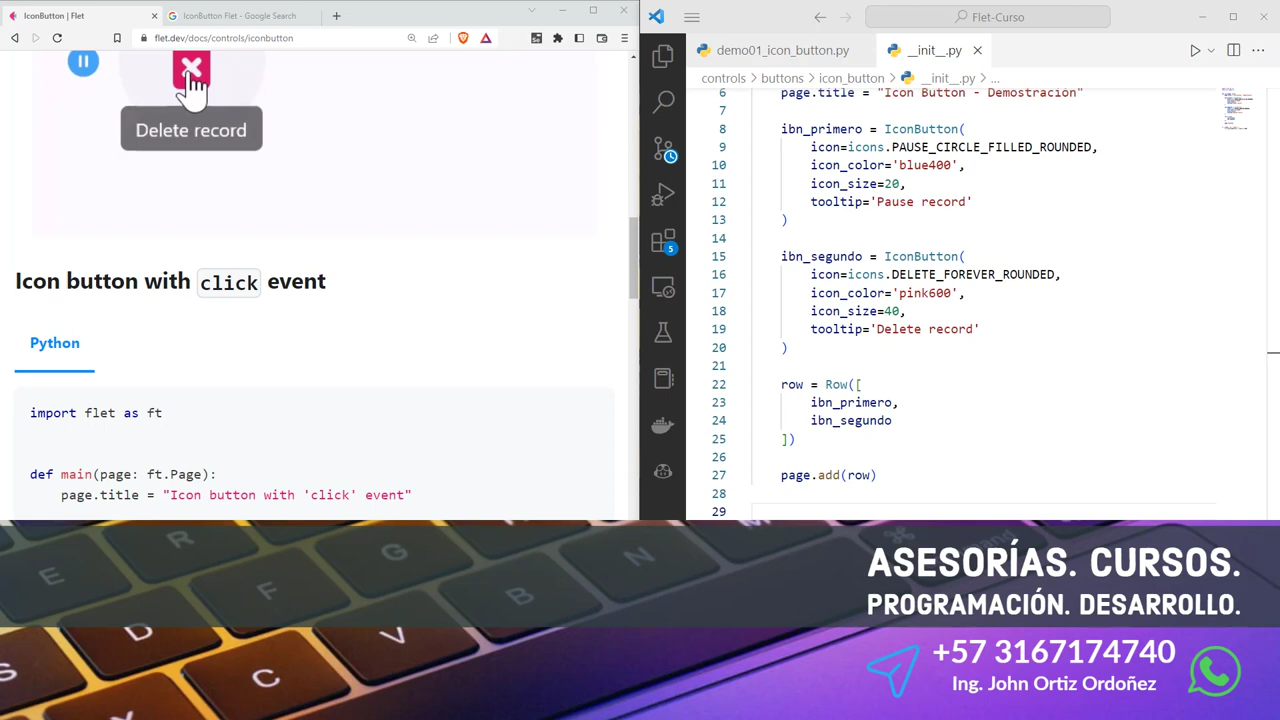 IconButton | Flet
IconButton Flet - Google Search
flet.dev/docs/controls/iconbutton
Delete record
Icon button with click event
Python
import flet as ft
def main(page: ft.Page):
page.title = "Icon button with 'click' event"
Flet-Curso
demo01_icon_button.py
__init__.py
controls > buttons > icon_button > __init__.py > ...
6 page.title = "Icon Button - Demostración"
7
8 ibn_primero = IconButton(
9 icon=icons.PAUSE_CIRCLE_FILLED_ROUNDED,
10 icon_color='blue400',
11 icon_size=20,
12 tooltip='Pause record'
13 )
14
15 ibn_segundo = IconButton(
16 icon=icons.DELETE_FOREVER_ROUNDED,
17 icon_color='pink600',
18 icon_size=40,
19 tooltip='Delete record'
20 )
21
22 row = Row([
23 ibn_primero,
24 ibn_segundo
25 ])
26
27 page.add(row)
28
29
5
ASESORÍAS. CURSOS.
PROGRAMACIÓN. DESARROLLO.
+57 3167174740
Ing. John Ortiz Ordoñez